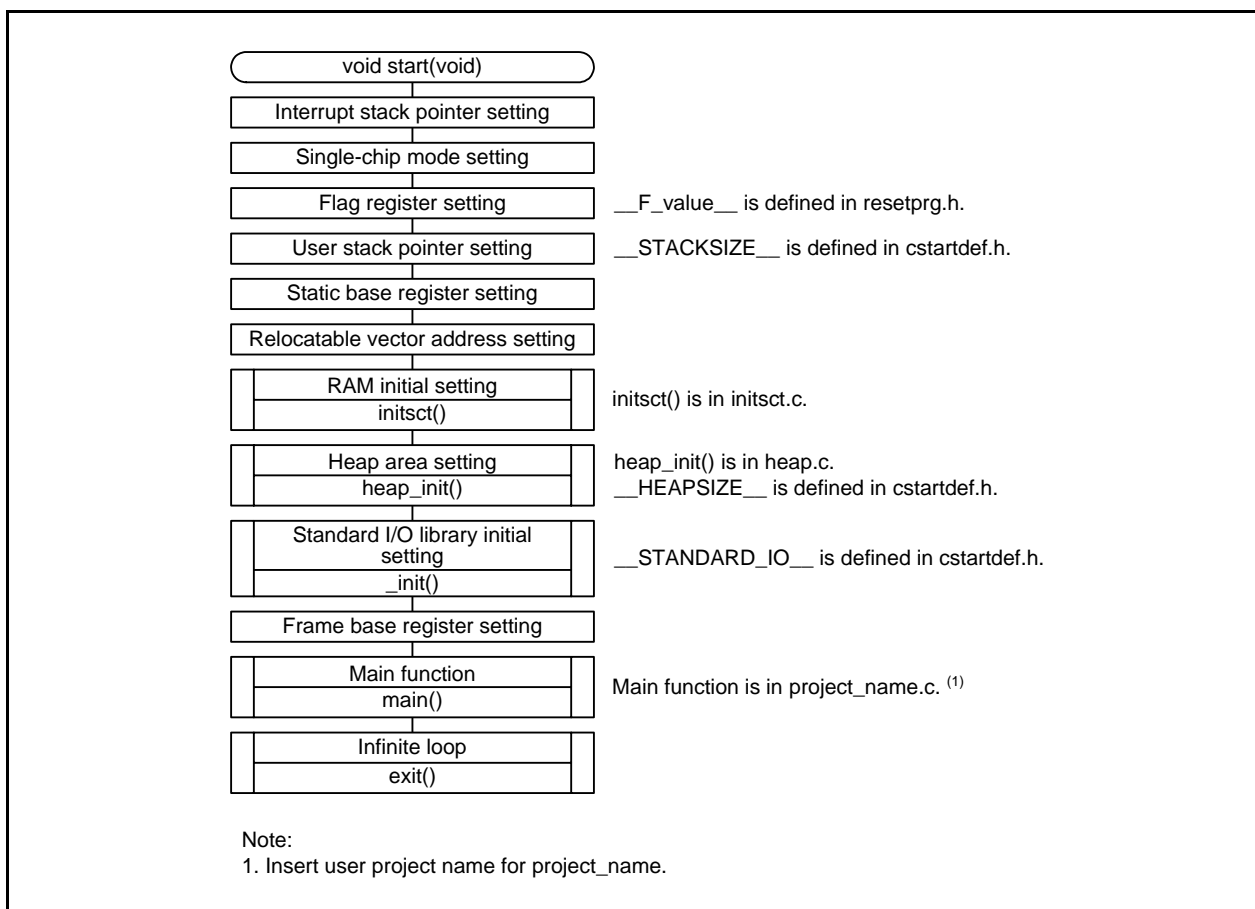 void start(void)
Interrupt stack pointer setting
Single-chip mode setting
Flag register setting
__F_value__ is defined in resetprg.h.
User stack pointer setting
__STACKSIZE__ is defined in cstartdef.h.
Static base register setting
Relocatable vector address setting
RAM initial setting
initsct()
initsct() is in initsct.c.
Heap area setting
heap_init()
heap_init() is in heap.c.
__HEAPSIZE__ is defined in cstartdef.h.
Standard I/O library initial
setting
_init()
__STANDARD_IO__ is defined in cstartdef.h.
Frame base register setting
Main function
main()
Main function is in project_name.c. (1)
Infinite loop
exit()
Note:
1. Insert user project name for project_name.